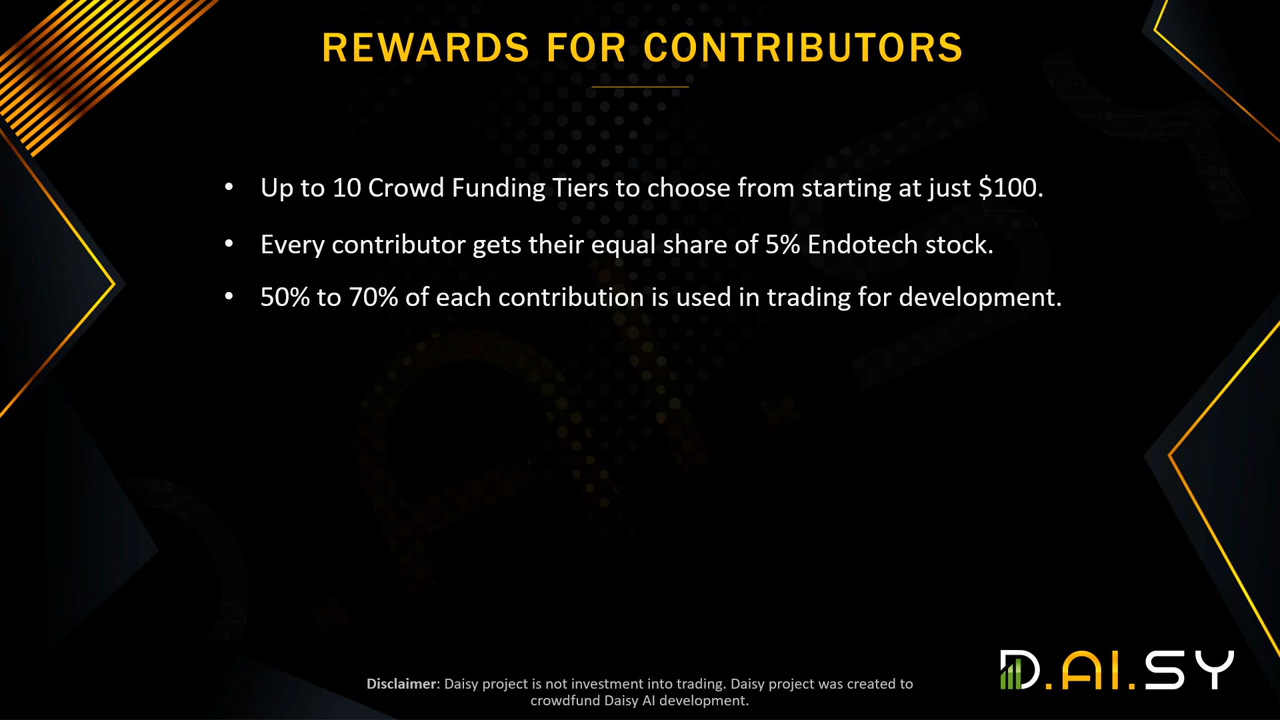 REWARDS FOR CONTRIBUTORS
• Up to 10 Crowd Funding Tiers to choose from starting at just $100.
• Every contributor gets their equal share of 5% Endotech stock.
• 50% to 70% of each contribution is used in trading for development.
D.AI.SY
Disclaimer: Daisy project is not investment into trading. Daisy project was created to
crowdfund Daisy AI development.